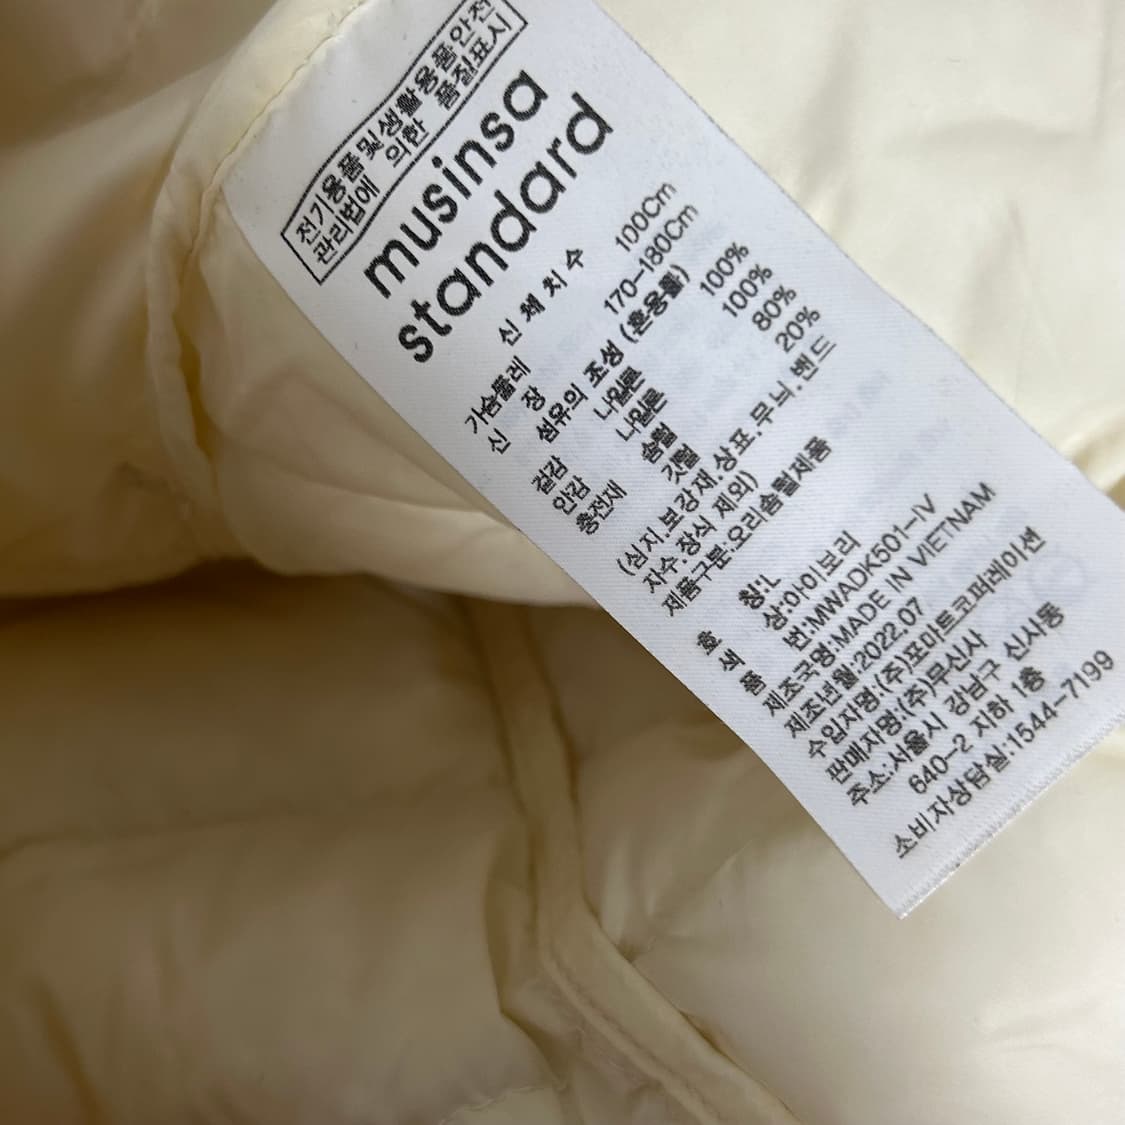 전기용품및생활용품안전
관리법에 의한 품질표시
musinsa
standard
신 체 치 수
가슴둘레 100Cm
신 장 170-180Cm
섬유의 조성 (혼용률)
겉감 나일론 100%
안감 나일론 100%
충전재 솜털 80%
깃털 20%
(심지.보강재.상표.무늬.밴드
자수.장식 제외)
제품구분:오리솜털제품
호 칭:L
색 상:아이보리
품 번:MWADK501-IV
제조국명:MADE IN VIETNAM
제조년월:2022.07
수입자명:(주)포마트코퍼레이션
판매자명:(주)무신사
주소:서울시 강남구 신사동
640-2 지하 1층
소비자상담실:1544-7199